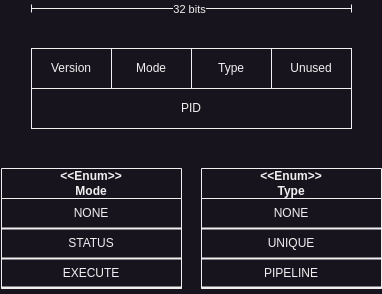 32 bits
Version Mode Type Unused
PID
<<Enum>>
Mode
NONE
STATUS
EXECUTE
<<Enum>>
Type
NONE
UNIQUE
PIPELINE